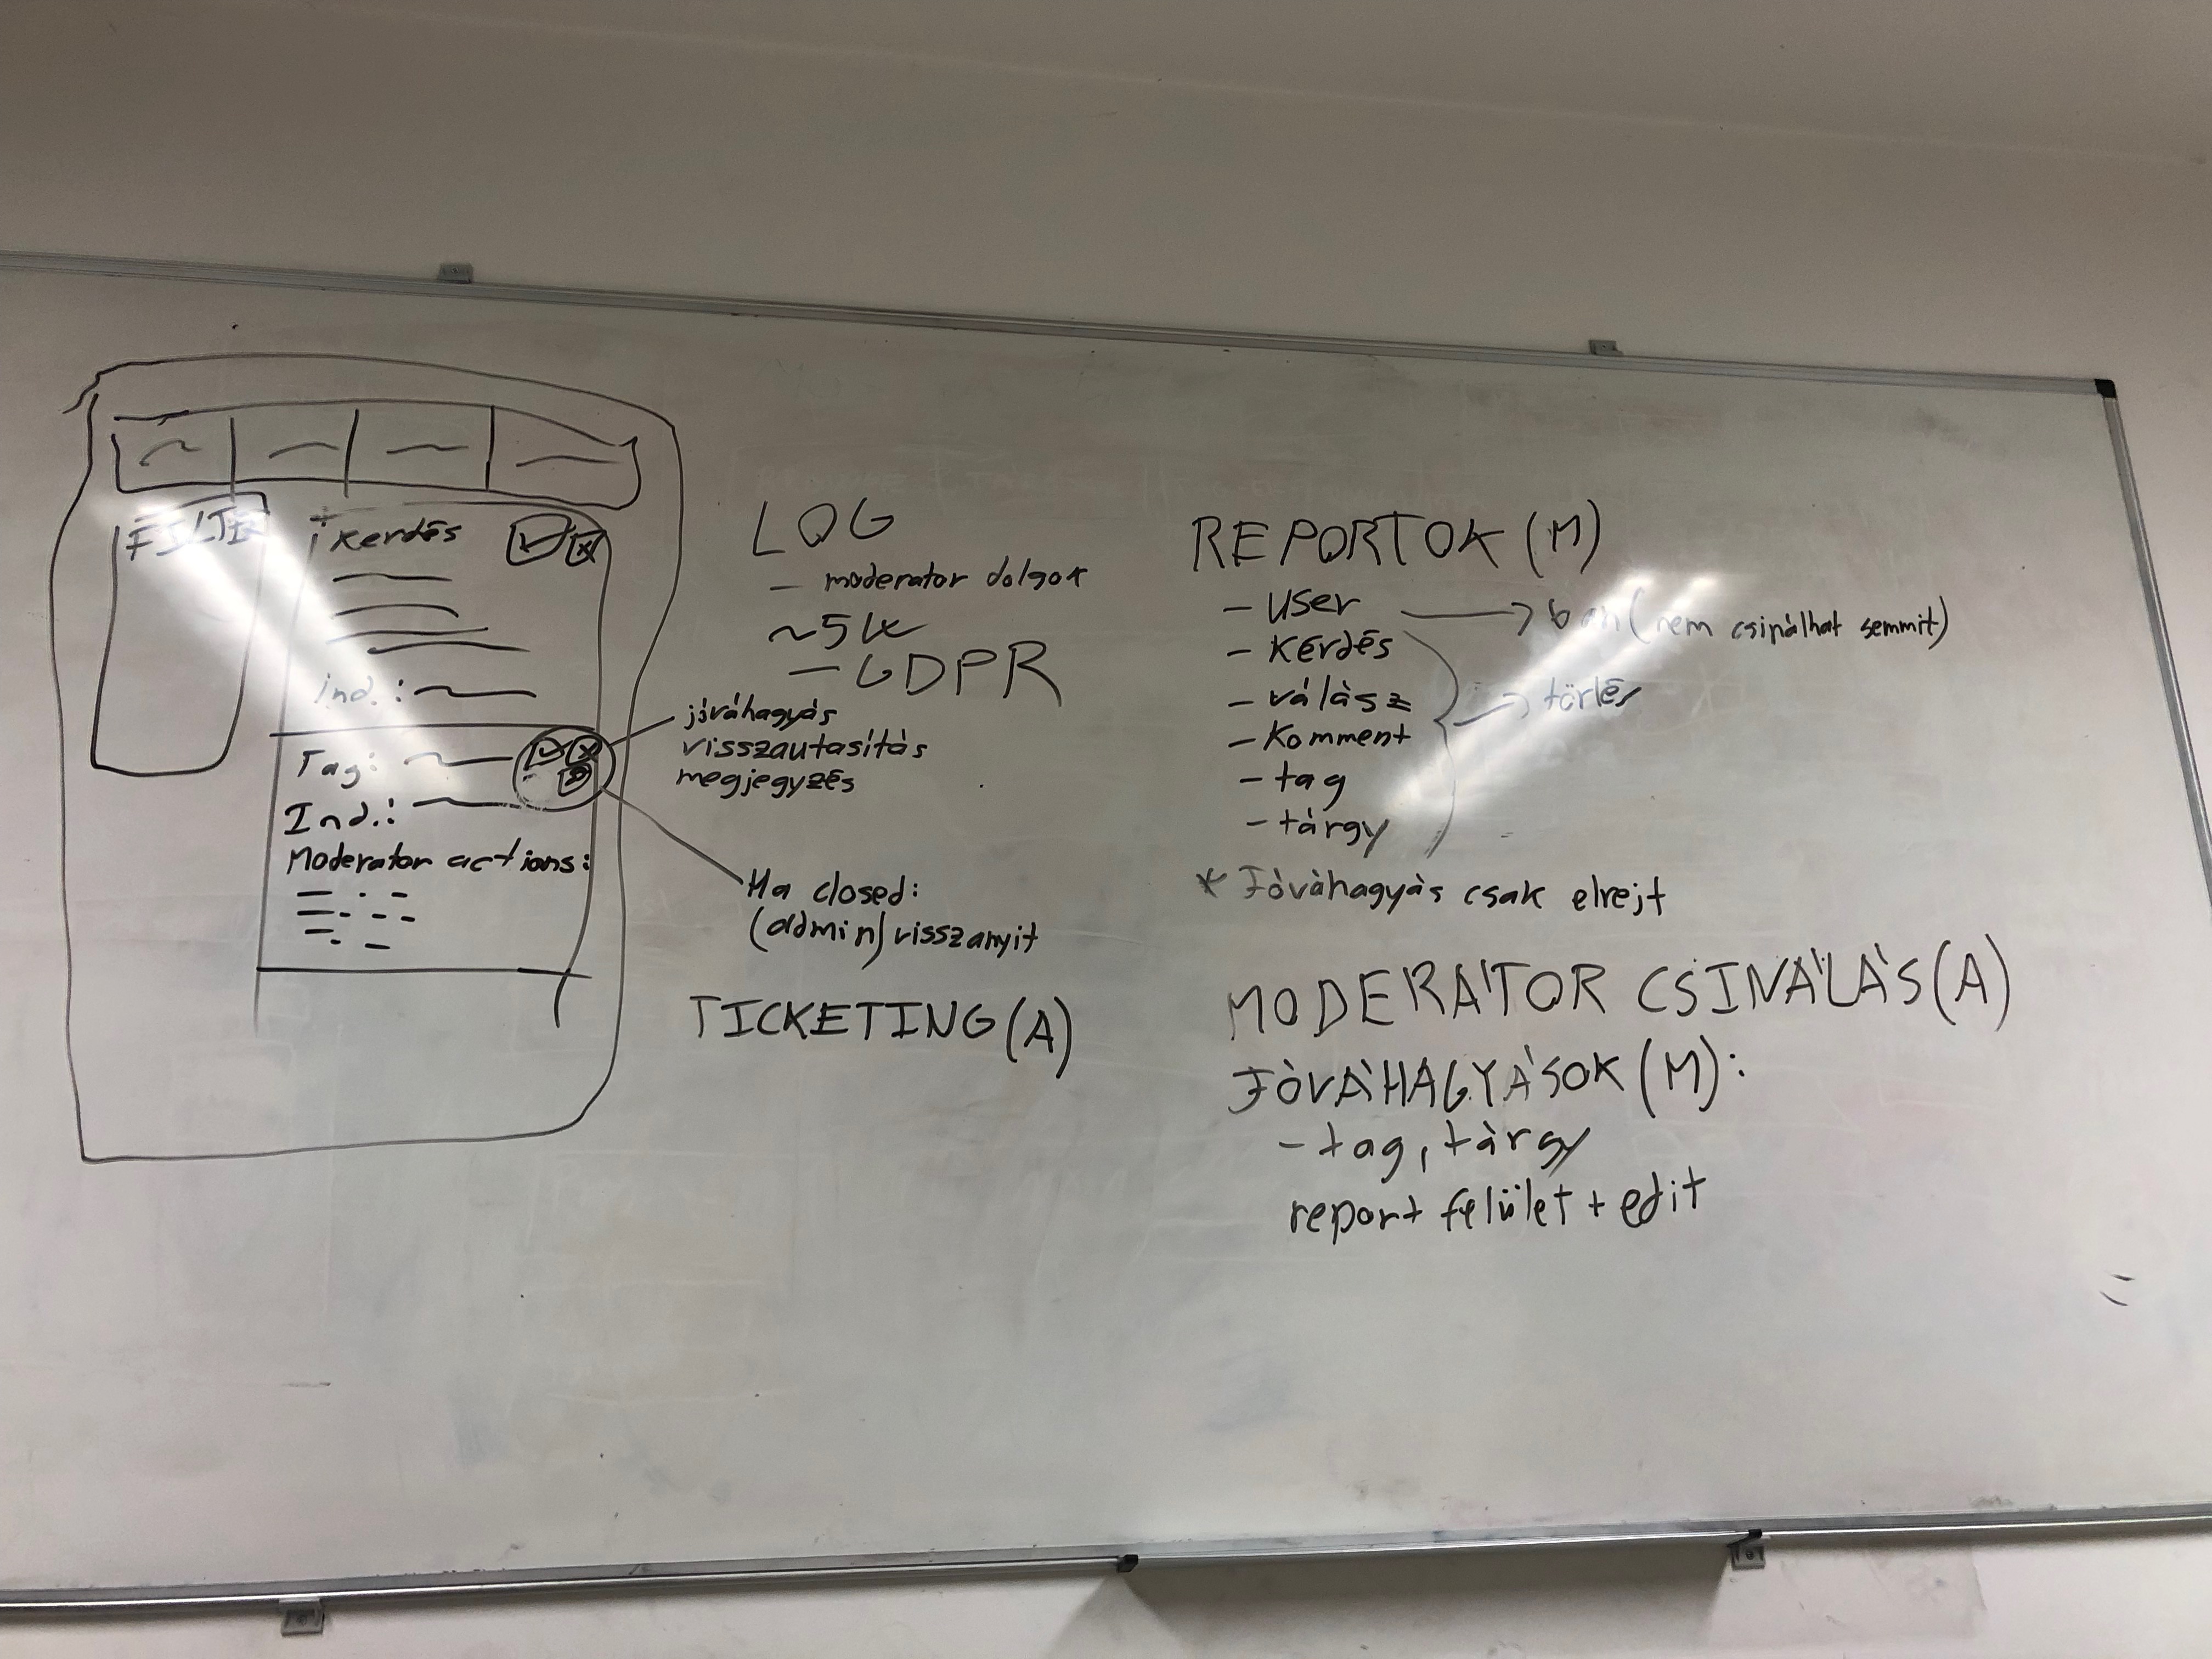 FILTER
kerdés
ind.:
Tag:
Ind.:
Moderator actions:
LOG
- moderator dolgok
~5k
- GDPR
jóváhagyás
visszautasítás
megjegyzés
Ha closed:
(admin) visszanyit
TICKETING (A)
REPORTOK (M)
- user → ban (nem csinálhat semmit)
- kérdés
- válasz → törlés
- komment
- tag
- tárgy
* Jóváhagyás csak elrejt
MODERÁTOR CSINÁLÁS (A)
JÓVÁHAGYÁSOK (M):
- tag, tárgy
report felület + edit